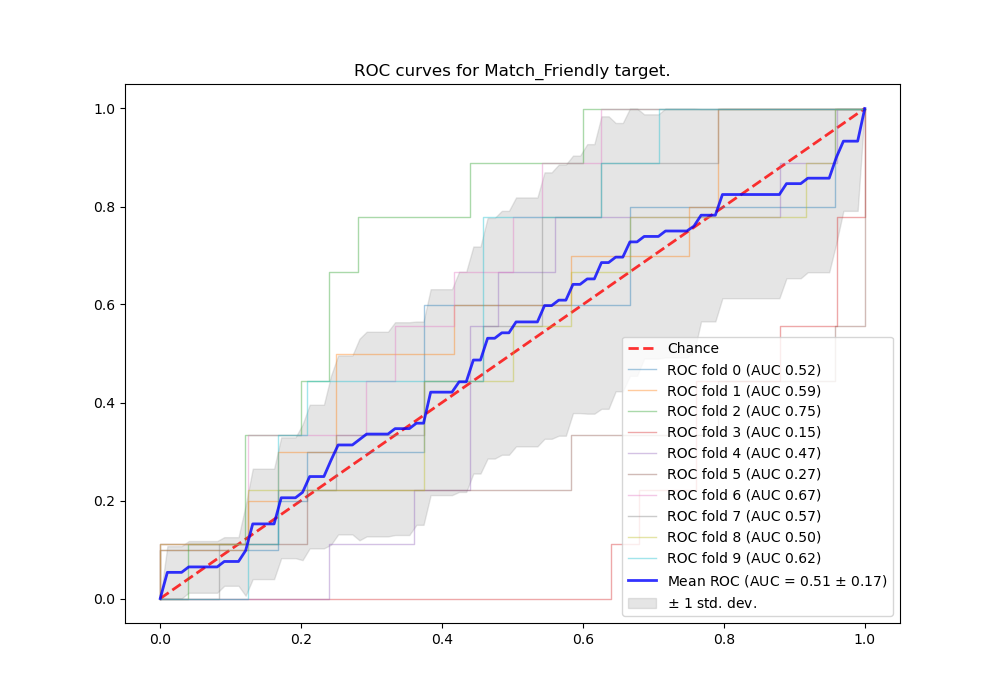 ROC curves for Match_Friendly target.
1.0
0.8
0.6
0.4
0.2
0.0
0.0 0.2 0.4 0.6 0.8 1.0
Chance
ROC fold 0 (AUC 0.52)
ROC fold 1 (AUC 0.59)
ROC fold 2 (AUC 0.75)
ROC fold 3 (AUC 0.15)
ROC fold 4 (AUC 0.47)
ROC fold 5 (AUC 0.27)
ROC fold 6 (AUC 0.67)
ROC fold 7 (AUC 0.57)
ROC fold 8 (AUC 0.50)
ROC fold 9 (AUC 0.62)
Mean ROC (AUC = 0.51 ± 0.17)
± 1 std. dev.